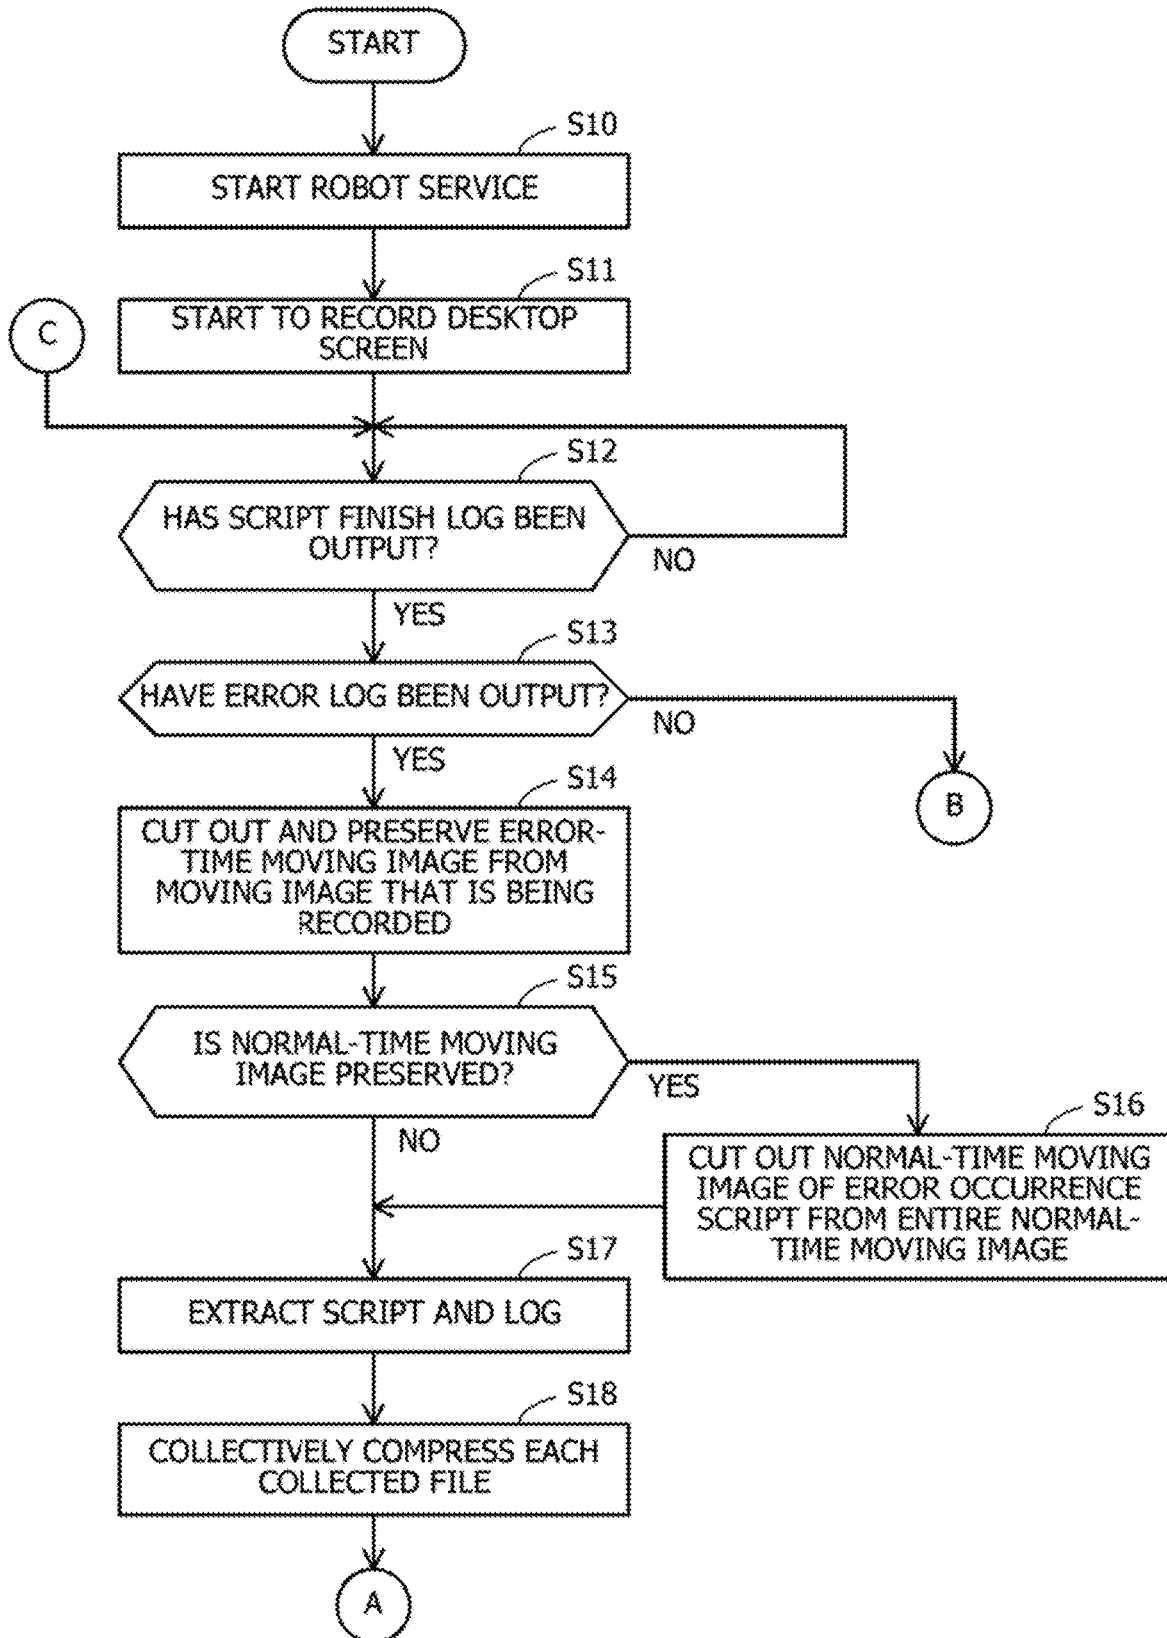 START
S10
START ROBOT SERVICE
S11
START TO RECORD DESKTOP
SCREEN
C
S12
HAS SCRIPT FINISH LOG BEEN
OUTPUT?
NO
YES
S13
HAVE ERROR LOG BEEN OUTPUT?
NO
YES
B
S14
CUT OUT AND PRESERVE ERROR-
TIME MOVING IMAGE FROM
MOVING IMAGE THAT IS BEING
RECORDED
S15
IS NORMAL-TIME MOVING
IMAGE PRESERVED?
YES
NO
S16
CUT OUT NORMAL-TIME MOVING
IMAGE OF ERROR OCCURRENCE
SCRIPT FROM ENTIRE NORMAL-
TIME MOVING IMAGE
S17
EXTRACT SCRIPT AND LOG
S18
COLLECTIVELY COMPRESS EACH
COLLECTED FILE
A